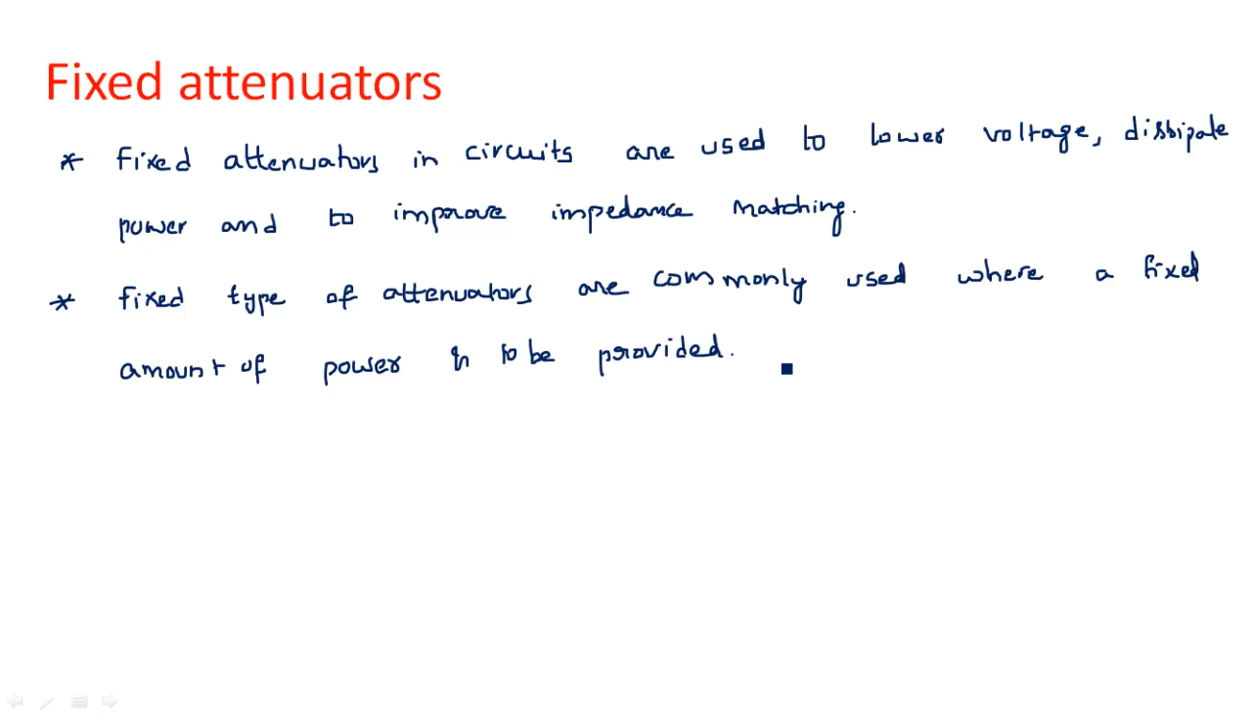 Fixed attenuators
* Fixed attenuators in circuits are used to lower voltage, dissipate
power and to improve impedance matching.
* Fixed type of attenuators are commonly used where a fixed
amount of power is to be provided.